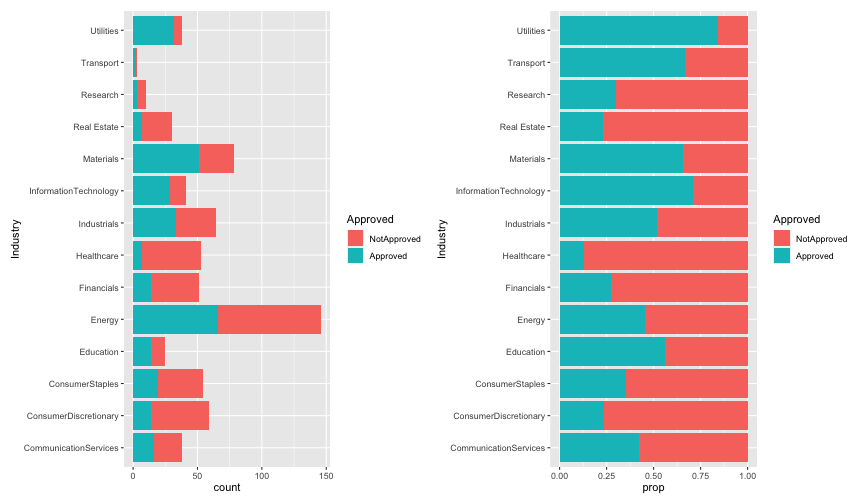 Industry
Utilities
Transport
Research
Real Estate
Materials
InformationTechnology
Industrials
Healthcare
Financials
Energy
Education
ConsumerStaples
ConsumerDiscretionary
CommunicationServices
0 50 100 150
count
Approved
NotApproved
Approved
Industry
Utilities
Transport
Research
Real Estate
Materials
InformationTechnology
Industrials
Healthcare
Financials
Energy
Education
ConsumerStaples
ConsumerDiscretionary
CommunicationServices
0.00 0.25 0.50 0.75 1.00
prop
Approved
NotApproved
Approved